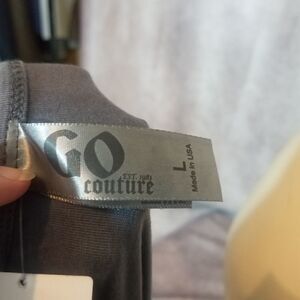 GO
EST. 1981
couture
L
Made in USA